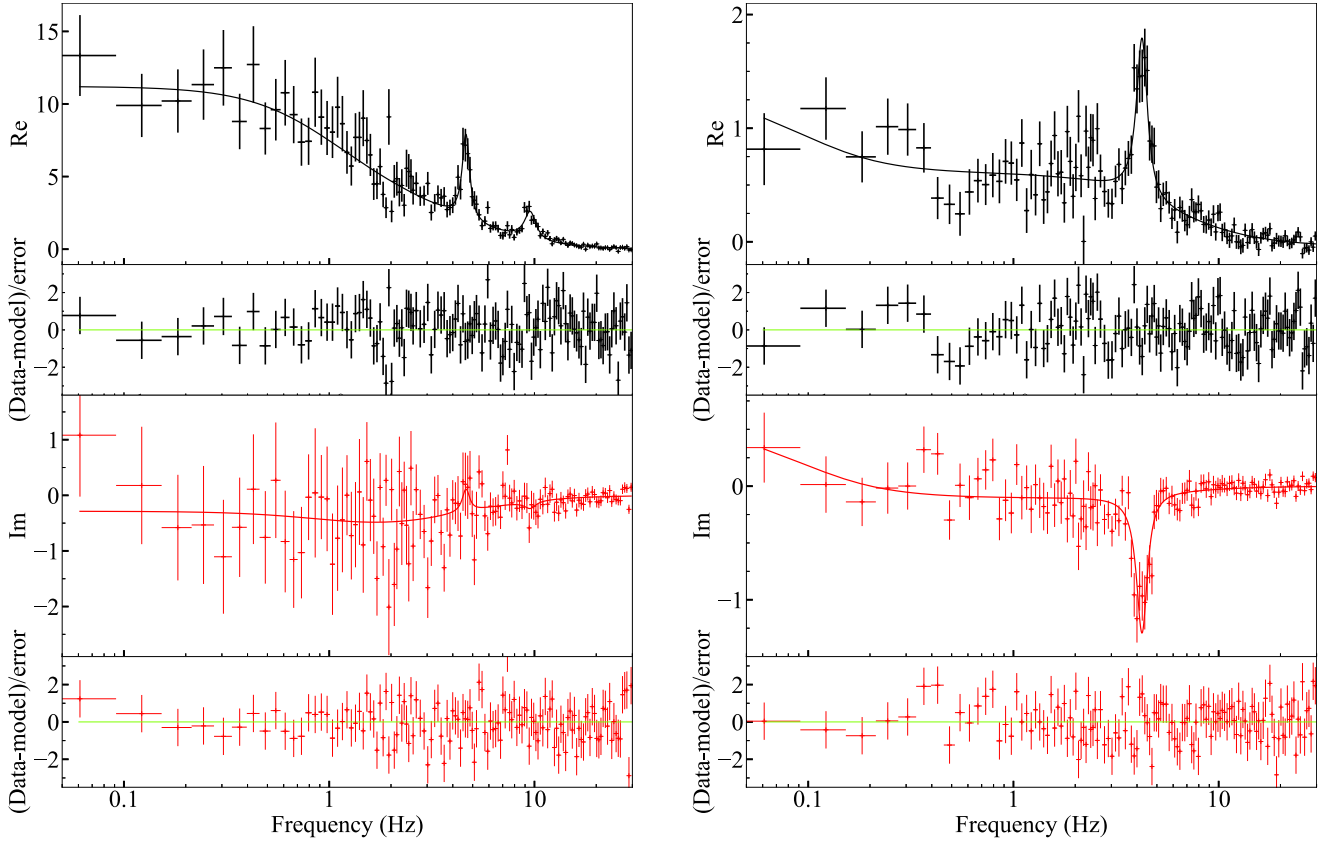 15
10
5
0
Re
2
0
−2
(Data-model)/error
1
0
−1
−2
Im
2
0
−2
(Data-model)/error
0.1 1 10
Frequency (Hz)
2
1
0
Re
2
0
−2
(Data-model)/error
0
−1
Im
2
0
−2
(Data-model)/error
0.1 1 10
Frequency (Hz)